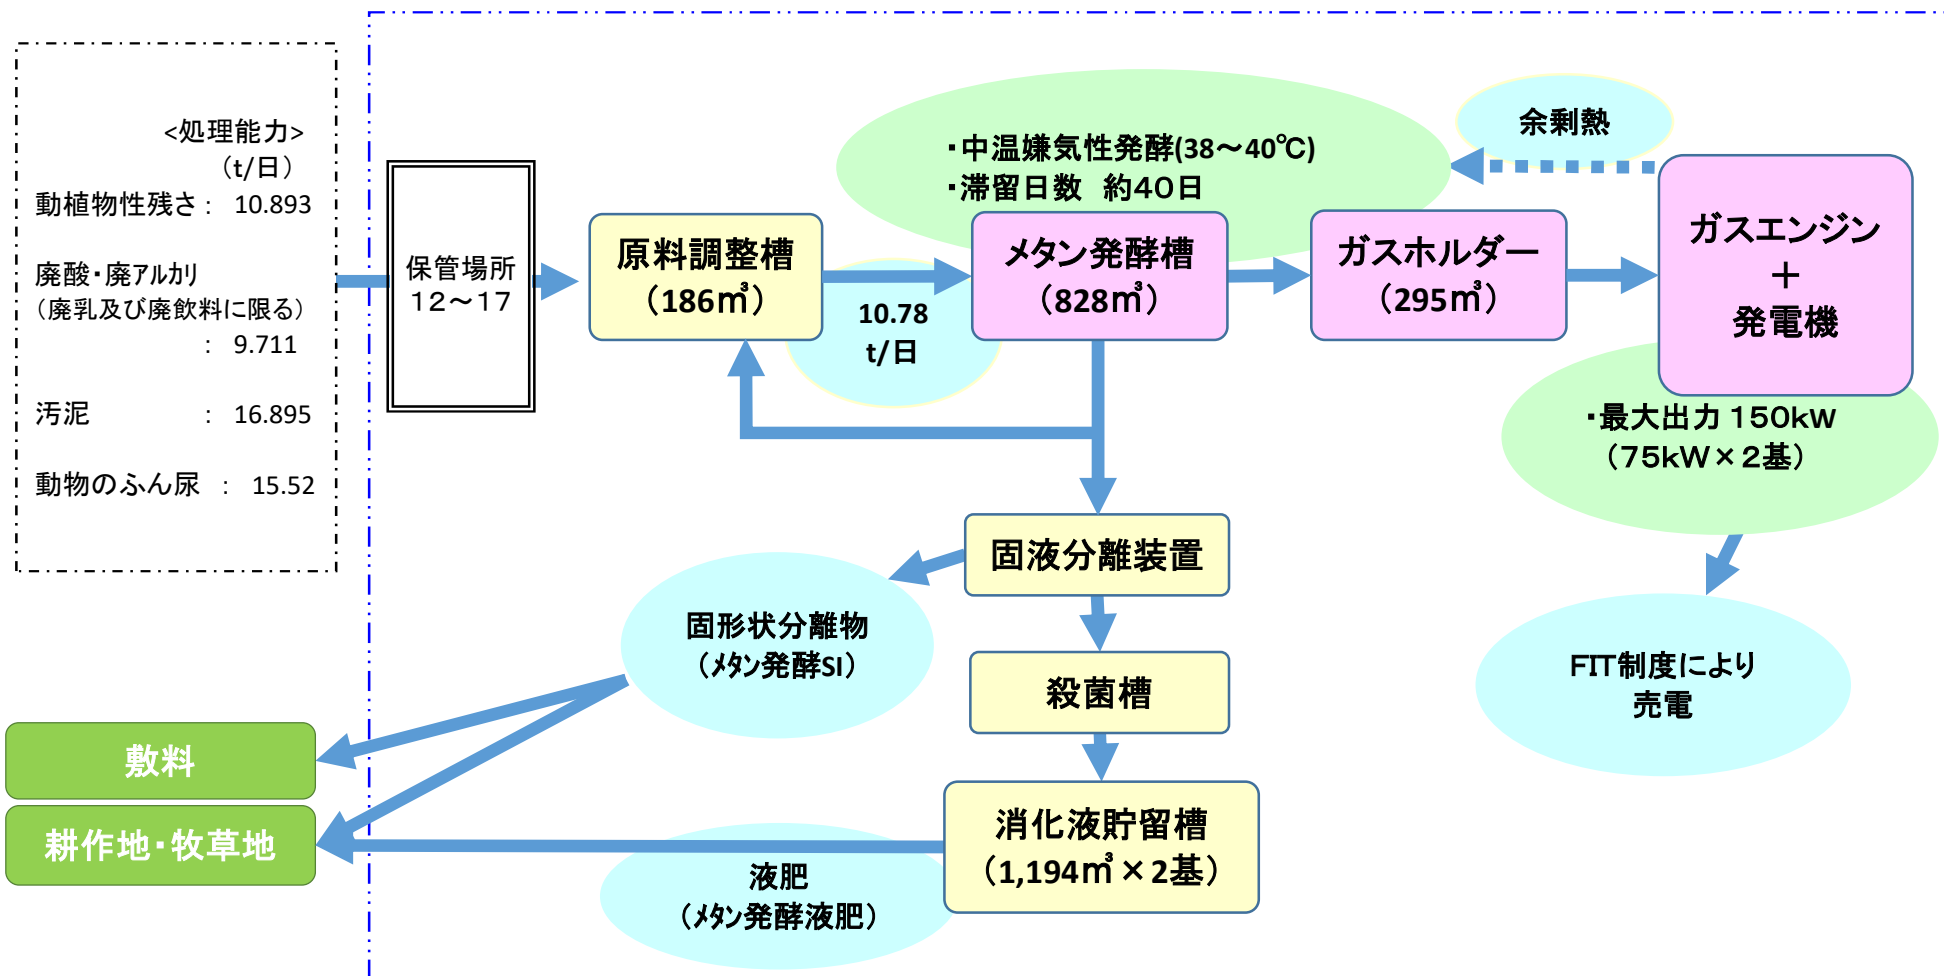 <処理能力>
（t/日）
動植物性残さ： 10.893
廃酸・廃ｱﾙｶﾘ
（廃乳及び廃飲料に限る）
： 9.711
汚泥 ： 16.895
動物のふん尿 ： 15.52
保管場所
１２～１７
原料調整槽
（186㎥）
10.78
t/日
・中温嫌気性発酵(38～40℃)
・滞留日数 約４０日
メタン発酵槽
（828㎥）
ガスホルダー
（295㎥）
余剰熱
ガスエンジン
＋
発電機
・最大出力 １５０kW
（７５kW×２基）
FIT制度により
売電
固液分離装置
固形状分離物
（ﾒﾀﾝ発酵SI）
殺菌槽
敷料
耕作地・牧草地
消化液貯留槽
（1,194㎥×2基）
液肥
（ﾒﾀﾝ発酵液肥）